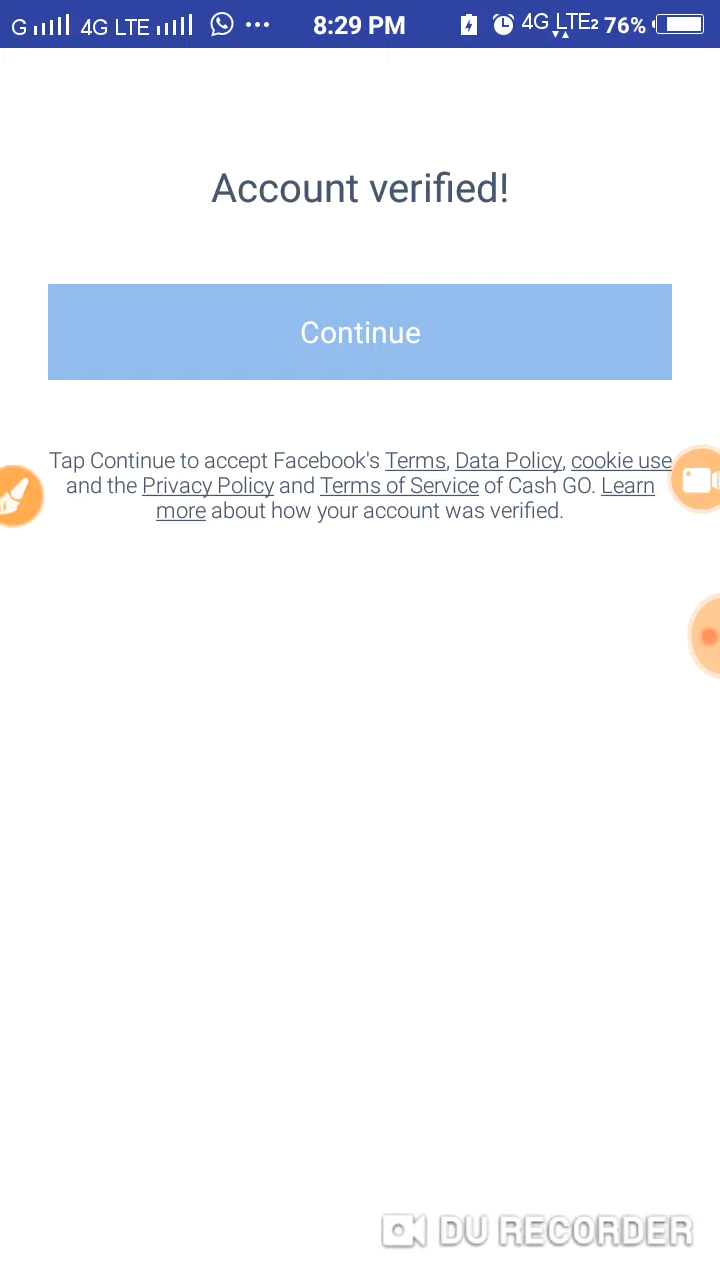 G 4G LTE 8:29 PM 4G LTE2 76%
Account verified!
Continue
Tap Continue to accept Facebook's Terms, Data Policy, cookie use
and the Privacy Policy and Terms of Service of Cash GO. Learn
more about how your account was verified.
DU RECORDER